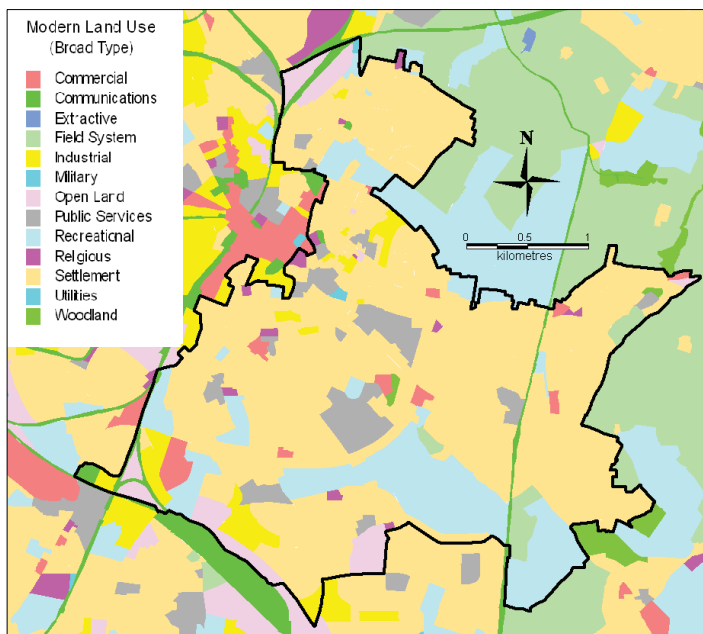 Modern Land Use
(Broad Type)
Commercial
Communications
Extractive
Field System
Industrial
Military
Open Land
Public Services
Recreational
Religious
Settlement
Utilities
Woodland
N
0 0.5 1
kilometres